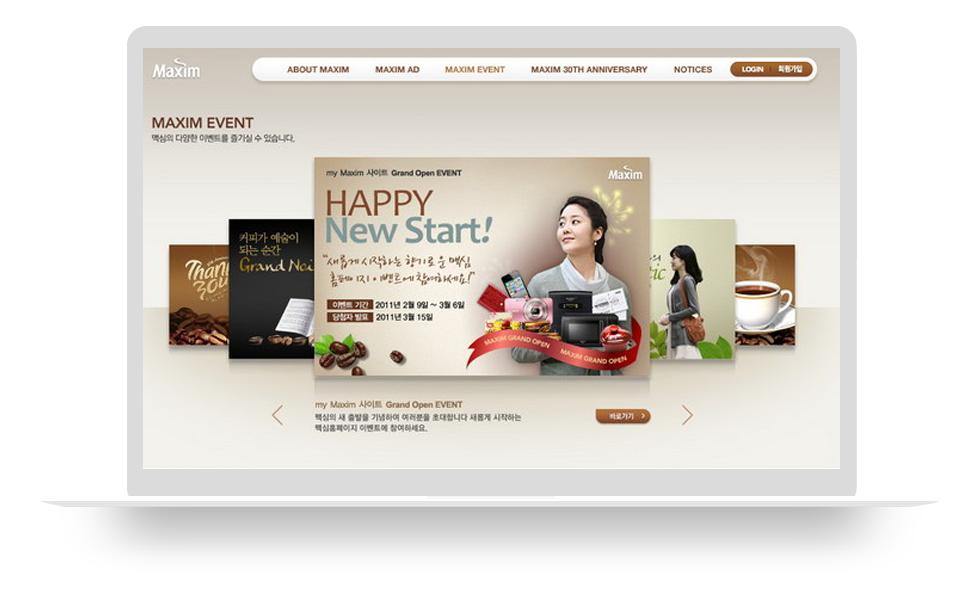 Maxim
ABOUT MAXIM MAXIM AD MAXIM EVENT MAXIM 30TH ANNIVERSARY NOTICES LOGIN 회원가입
MAXIM EVENT
맥심의 다양한 이벤트를 즐기실 수 있습니다.
my Maxim 사이트 Grand Open EVENT
Maxim
HAPPY
New Start!
"새롭게 시작하는 향기로운 맥심
홈페이지 이벤트에 참여하세요!"
이벤트 기간 2011년 2월 9일 ~ 3월 6일
당첨자 발표 2011년 3월 15일
MAXIM GRAND OPEN MAXIM GRAND OPEN
커피가 예술이
되는 순간
Grand
my Maxim 사이트 Grand Open EVENT
맥심의 새 출발을 기념하여 여러분을 초대합니다 새롭게 시작하는
맥심홈페이지 이벤트에 참여하세요.
바로가기